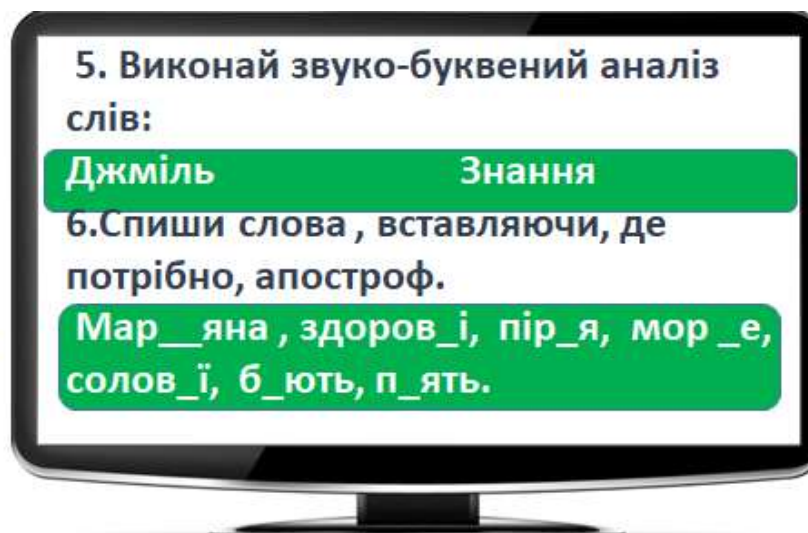 5. Виконай звуко-буквений аналіз
слів:
Джміль Знання
6.Спиши слова , вставляючи, де
потрібно, апостроф.
Мар__яна , здоров_і, пір_я, мор _е,
солов_ї, б_ють, п_ять.